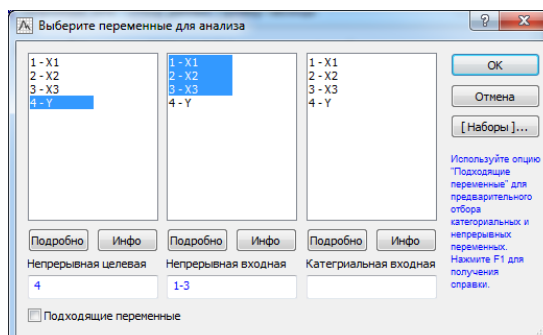 Выберите переменные для анализа
1 - X1
2 - X2
3 - X3
4 - Y
1 - X1
2 - X2
3 - X3
4 - Y
1 - X1
2 - X2
3 - X3
4 - Y
OK
Отмена
[ Наборы ]...
Используйте опцию
"Подходящие
переменные" для
предварительного
отбора
категориальных и
непрерывных
переменных.
Нажмите F1 для
получения
справки.
Подробно Инфо Подробно Инфо Подробно Инфо
Непрерывная целевая Непрерывная входная Категриальная входная
4 1-3
Подходящие переменные